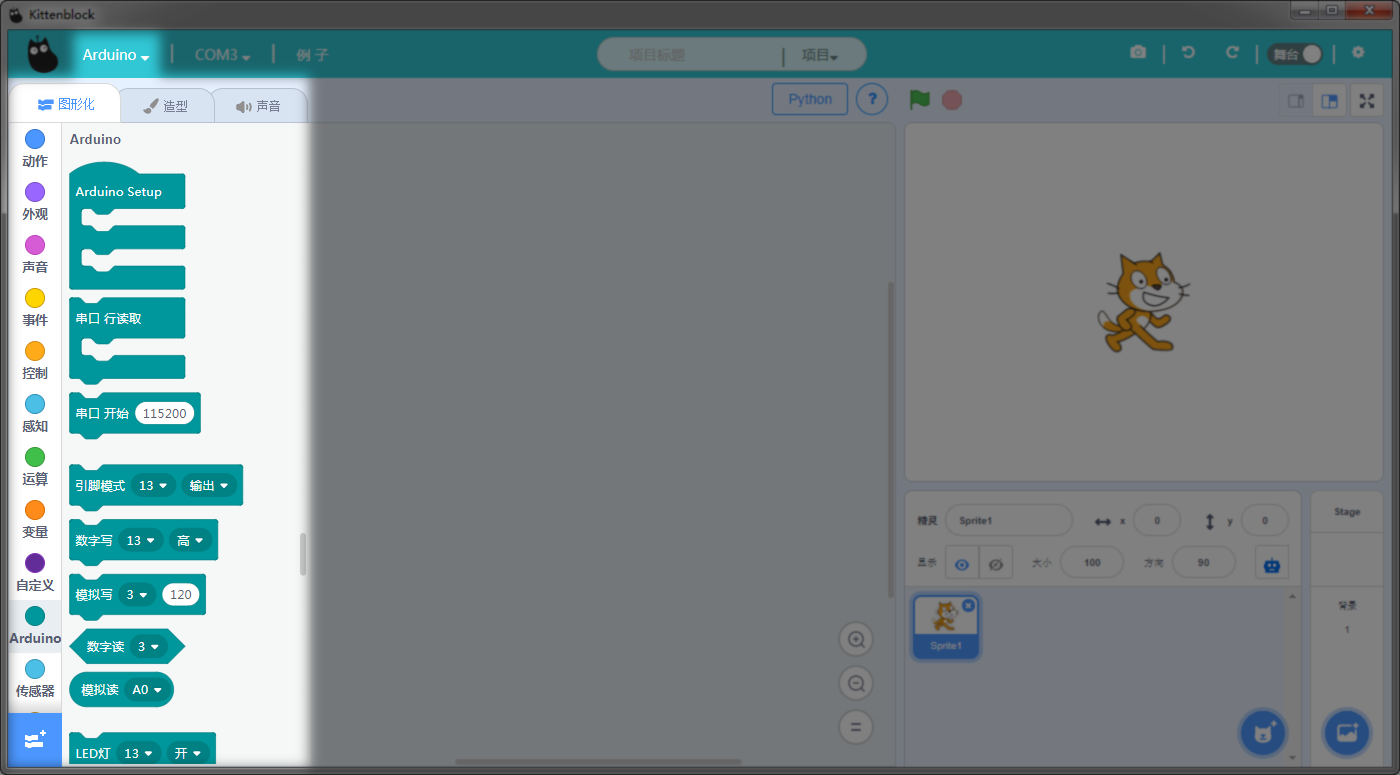 Kittenblock
Arduino
COM3
例子
项目标题
项目
舞台
图形化
造型
声音
Python
?
动作
外观
声音
事件
控制
感知
运算
变量
自定义
Arduino
传感器
Arduino
Arduino Setup
串口 行读取
串口 开始 115200
引脚模式 13 输出
数字写 13 高
模拟写 3 120
数字读 3
模拟读 A0
LED灯 13 开
精灵 Sprite1 x 0 y 0
显示 大小 100 方向 90
Sprite1
Stage
背景
1